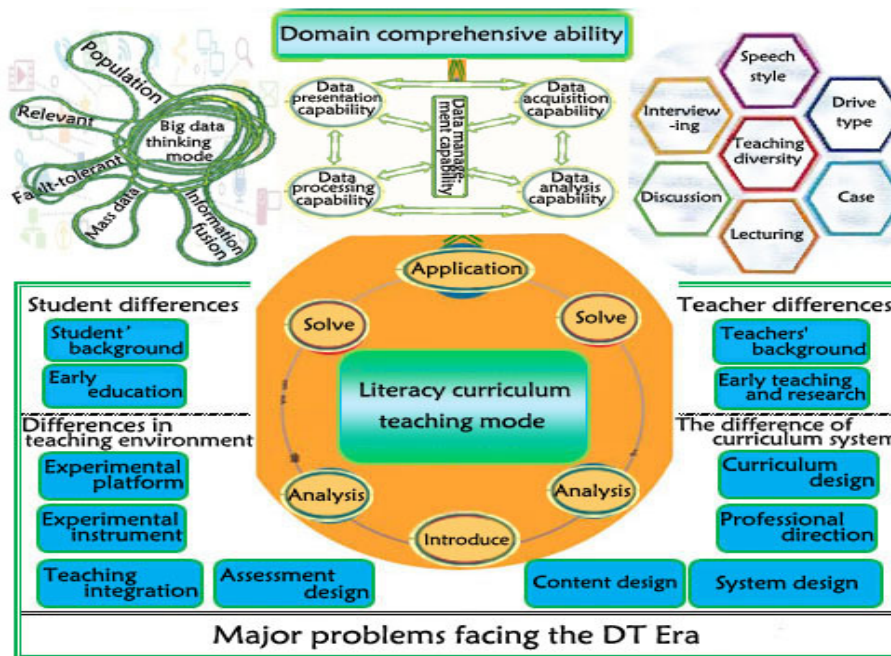 Domain comprehensive ability
Population
Relevant
Fault-tolerant
Mass data
Information
fusion
Big data
thinking
mode
Data
presentation
capability
Data
acquisition
capability
Data manage-
ment capability
Data
processing
capability
Data
analysis
capability
Speech
style
Interview
-ing
Drive
type
Teaching
diversity
Discussion
Case
Lecturing
Application
Solve
Solve
Literacy curriculum
teaching mode
Analysis
Analysis
Introduce
Student differences
Student’
background
Early
education
Differences in
teaching environment
Experimental
platform
Experimental
instrument
Teaching
integration
Assessment
design
Teacher differences
Teachers'
background
Early teaching
and research
The difference of
curriculum system
Curriculum
design
Professional
direction
Content design
System design
Major problems facing the DT Era